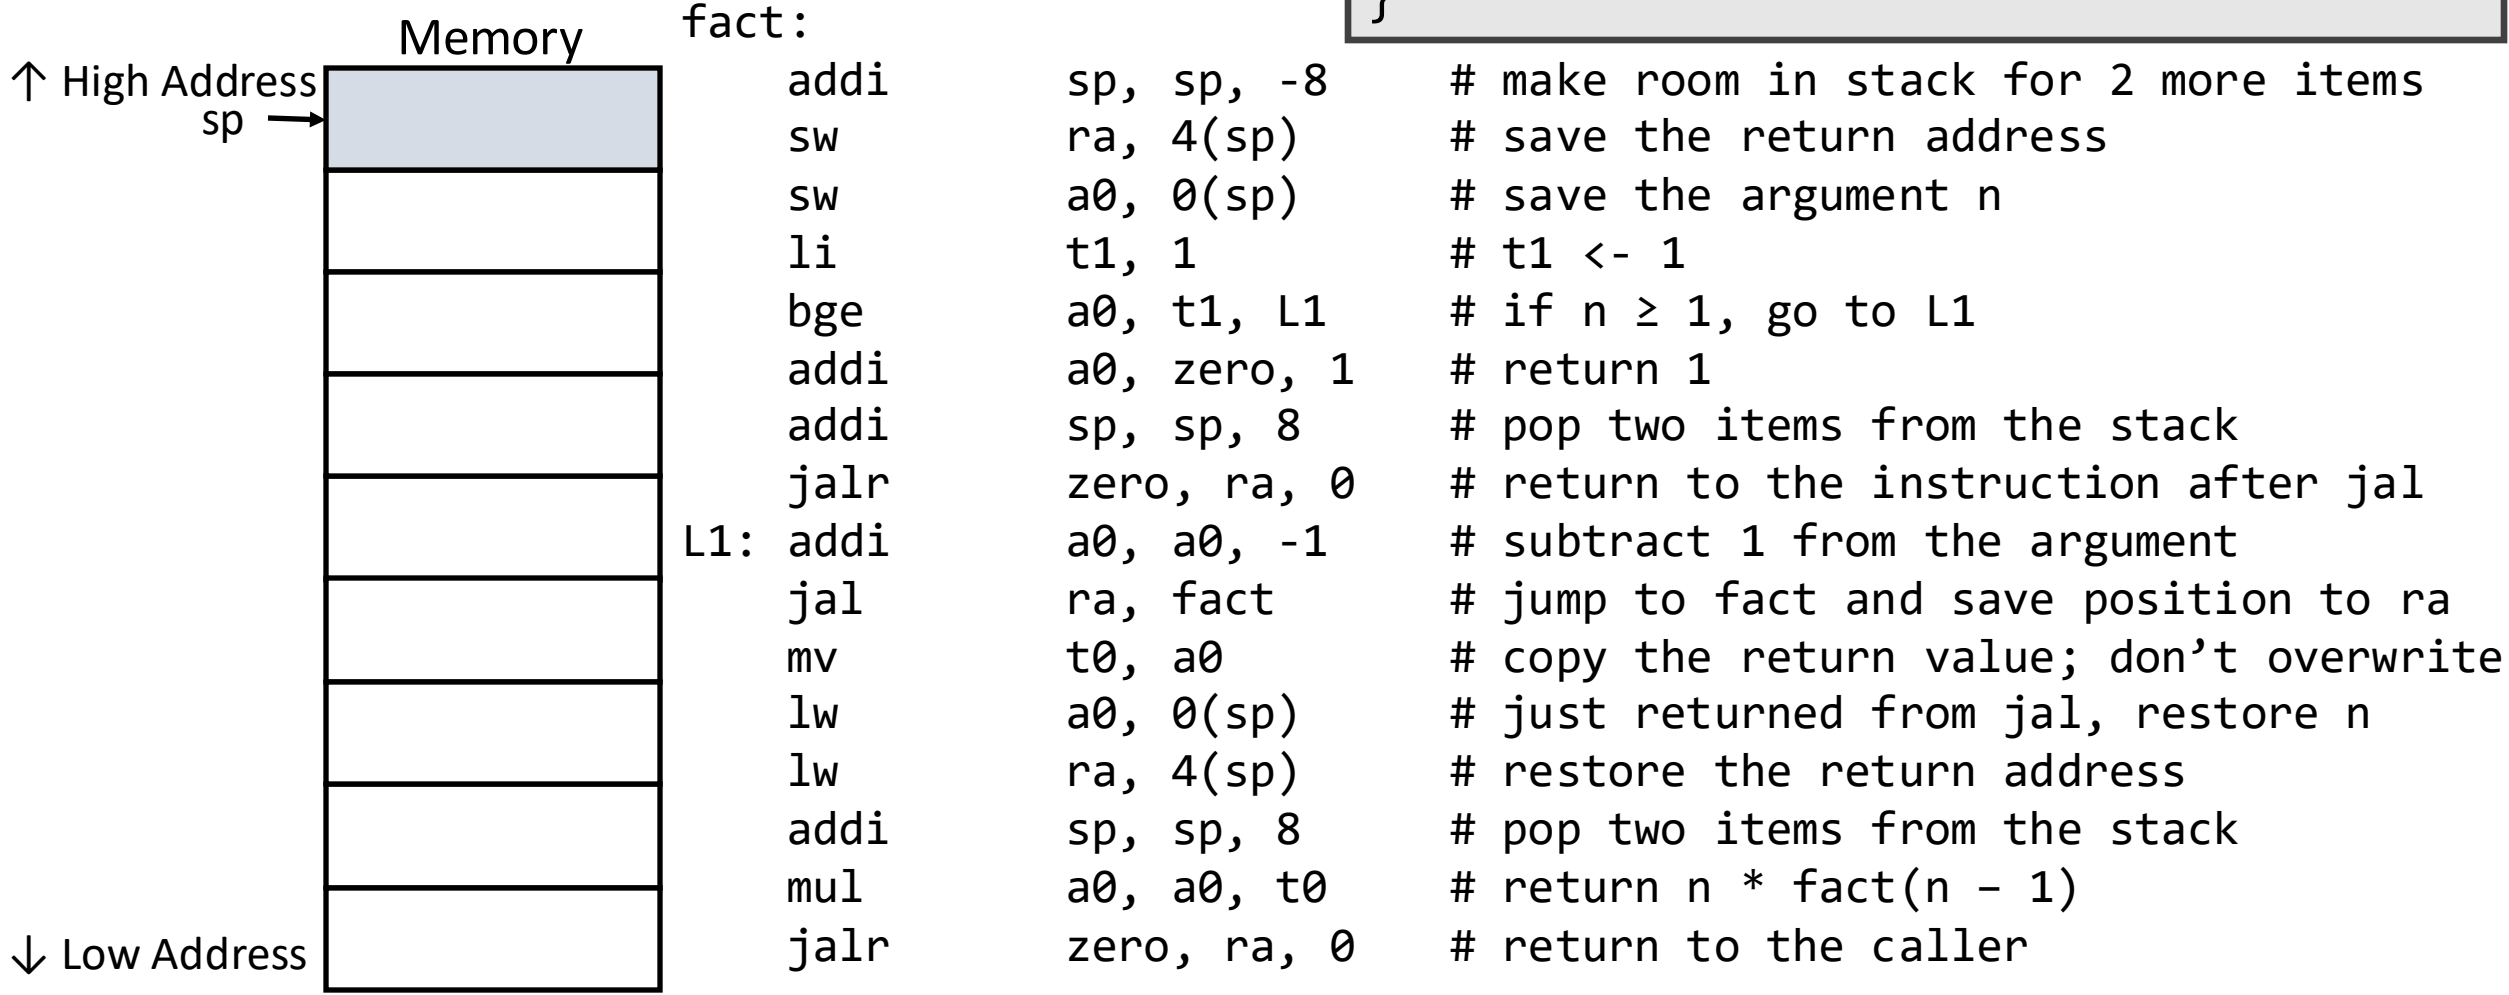 }
Memory
↑ High Address
sp
↓ Low Address
fact:
addi sp, sp, -8 # make room in stack for 2 more items
sw ra, 4(sp) # save the return address
sw a0, 0(sp) # save the argument n
li t1, 1 # t1 <- 1
bge a0, t1, L1 # if n ≥ 1, go to L1
addi a0, zero, 1 # return 1
addi sp, sp, 8 # pop two items from the stack
jalr zero, ra, 0 # return to the instruction after jal
L1: addi a0, a0, -1 # subtract 1 from the argument
jal ra, fact # jump to fact and save position to ra
mv t0, a0 # copy the return value; don’t overwrite
lw a0, 0(sp) # just returned from jal, restore n
lw ra, 4(sp) # restore the return address
addi sp, sp, 8 # pop two items from the stack
mul a0, a0, t0 # return n * fact(n – 1)
jalr zero, ra, 0 # return to the caller